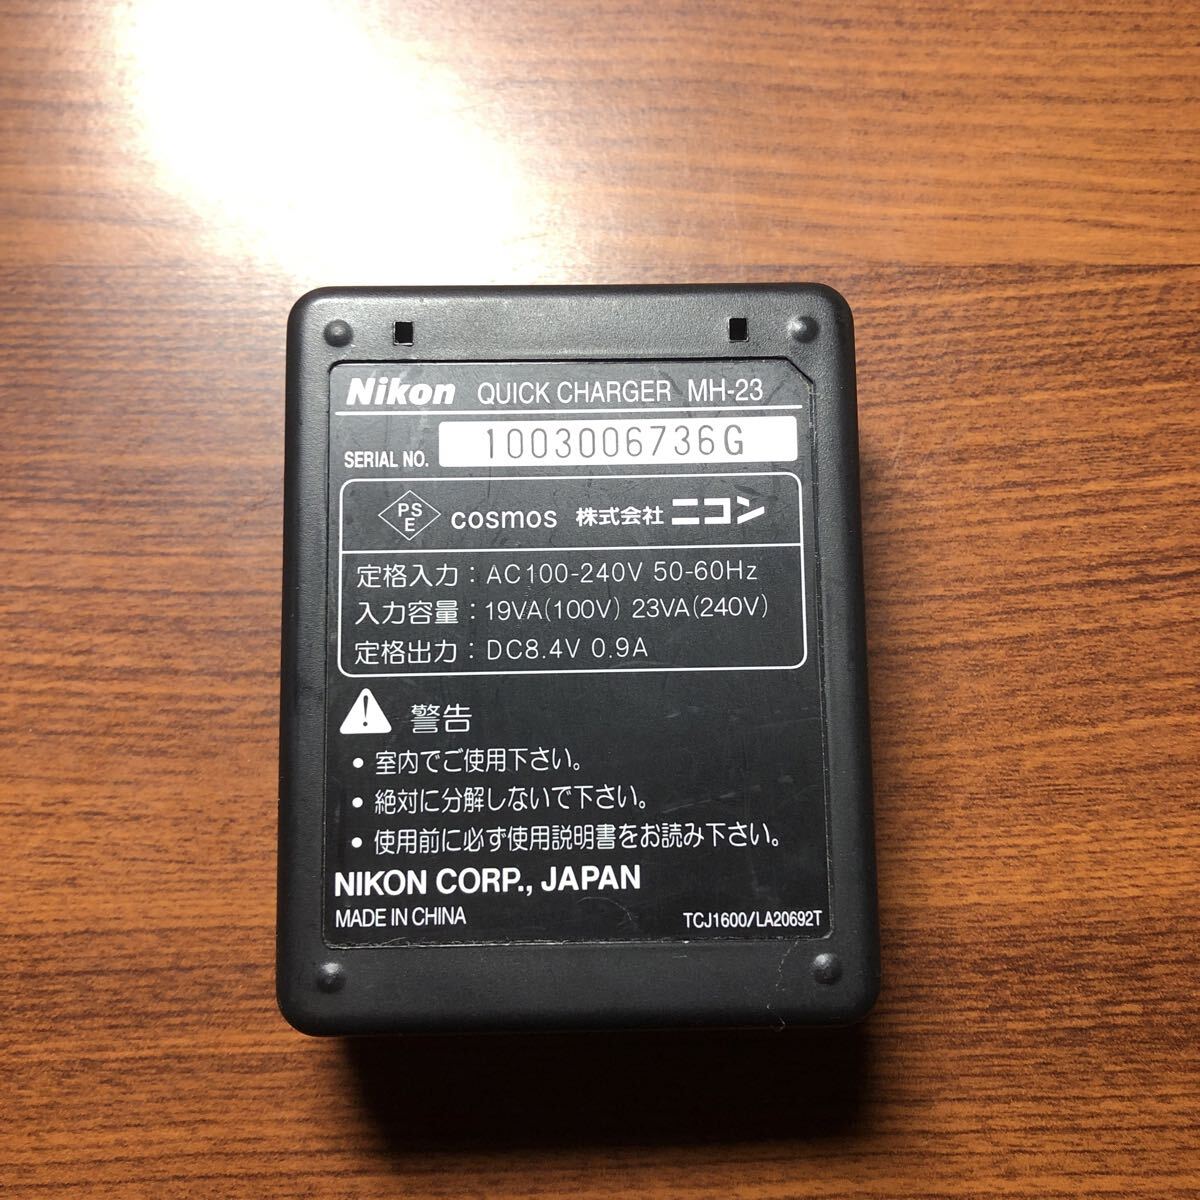 Nikon QUICK CHARGER MH-23
SERIAL NO. 1003006736G
PS
E
cosmos 株式会社 ニコン
定格入力：AC100-240V 50-60Hz
入力容量：19VA(100V) 23VA(240V)
定格出力：DC8.4V 0.9A
警告
• 室内でご使用下さい。
• 絶対に分解しないで下さい。
• 使用前に必ず使用説明書をお読み下さい。
NIKON CORP., JAPAN
MADE IN CHINA TCJ1600/LA20692T